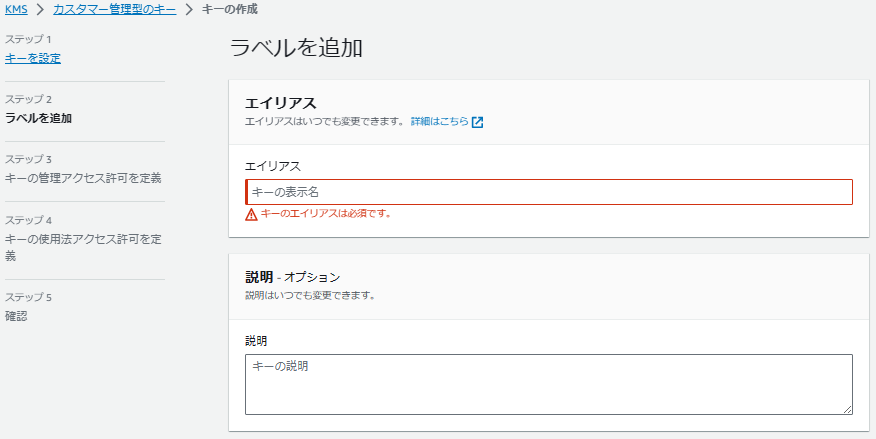 KMS > カスタマー管理型のキー > キーの作成
ステップ 1
キーを設定
ステップ 2
ラベルを追加
ステップ 3
キーの管理アクセス許可を定義
ステップ 4
キーの使用法アクセス許可を定
義
ステップ 5
確認
ラベルを追加
エイリアス
エイリアスはいつでも変更できます。 詳細はこちら
エイリアス
キーの表示名
キーのエイリアスは必須です。
説明 - オプション
説明はいつでも変更できます。
説明
キーの説明